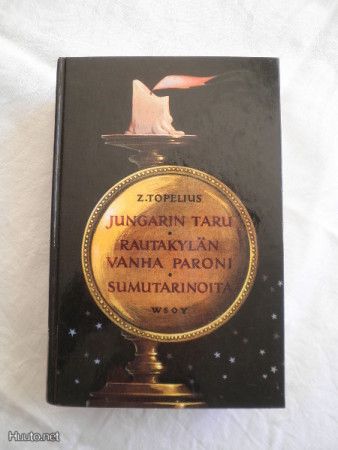 Z.TOPELIUS
JUNGARIN TARU
•
RAUTAKYLÄN
VANHA PARONI
•
SUMUTARINOITA
WSOY
Huuto.net